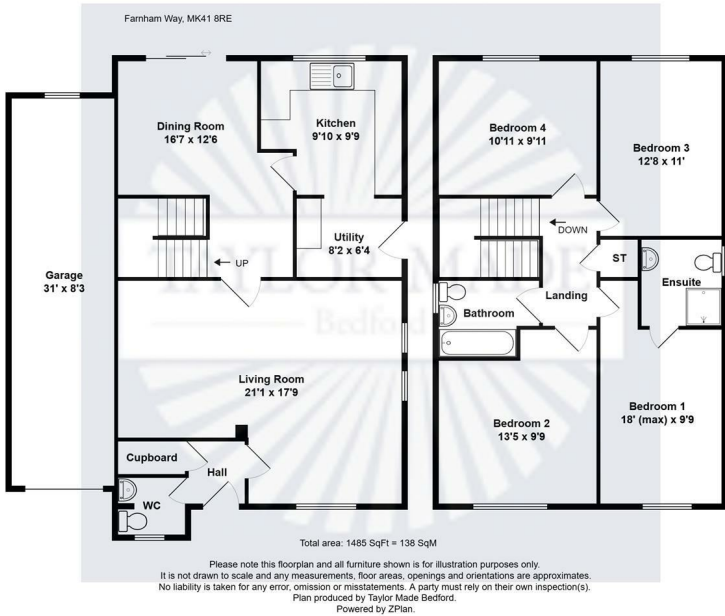 Farnham Way, MK41 8RE
Dining Room
16'7 x 12'6
Kitchen
9'10 x 9'9
Utility
8'2 x 6'4
UP
Garage
31' x 8'3
Living Room
21'1 x 17'9
Cupboard
Hall
WC
Bedroom 4
10'11 x 9'11
Bedroom 3
12'8 x 11'
DOWN
ST
Ensuite
Landing
Bathroom
Bedroom 2
13'5 x 9'9
Bedroom 1
18' (max) x 9'9
TAYLOR MADE
Bedford
Total area: 1485 SqFt = 138 SqM
Please note this floorplan and all furniture shown is for illustration purposes only.
It is not drawn to scale and any measurements, floor areas, openings and orientations are approximates.
No liability is taken for any error, omission or misstatements. A party must rely on their own inspection(s).
Plan produced by Taylor Made Bedford.
Powered by ZPlan.